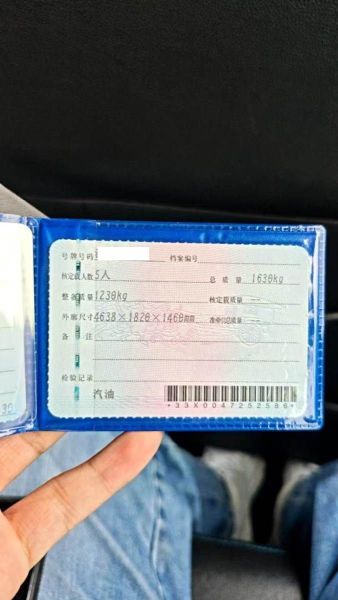 号牌号码 档案编号
核定载人数 5人 总质量 1630kg
整备质量 1230kg 核定载质量 --
外廓尺寸 4638×1820×1460mm 准牵引总质量 --
备注
检验记录
汽油
*33X0047252586*